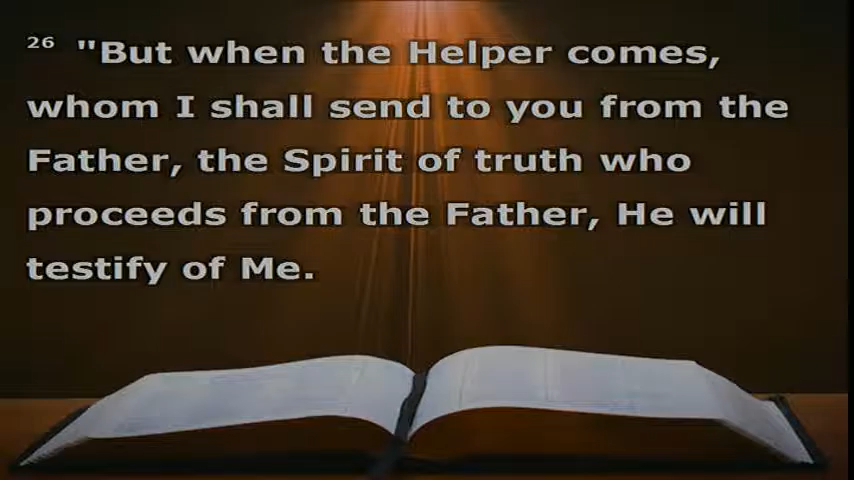 26 "But when the Helper comes,
whom I shall send to you from the
Father, the Spirit of truth who
proceeds from the Father, He will
testify of Me.